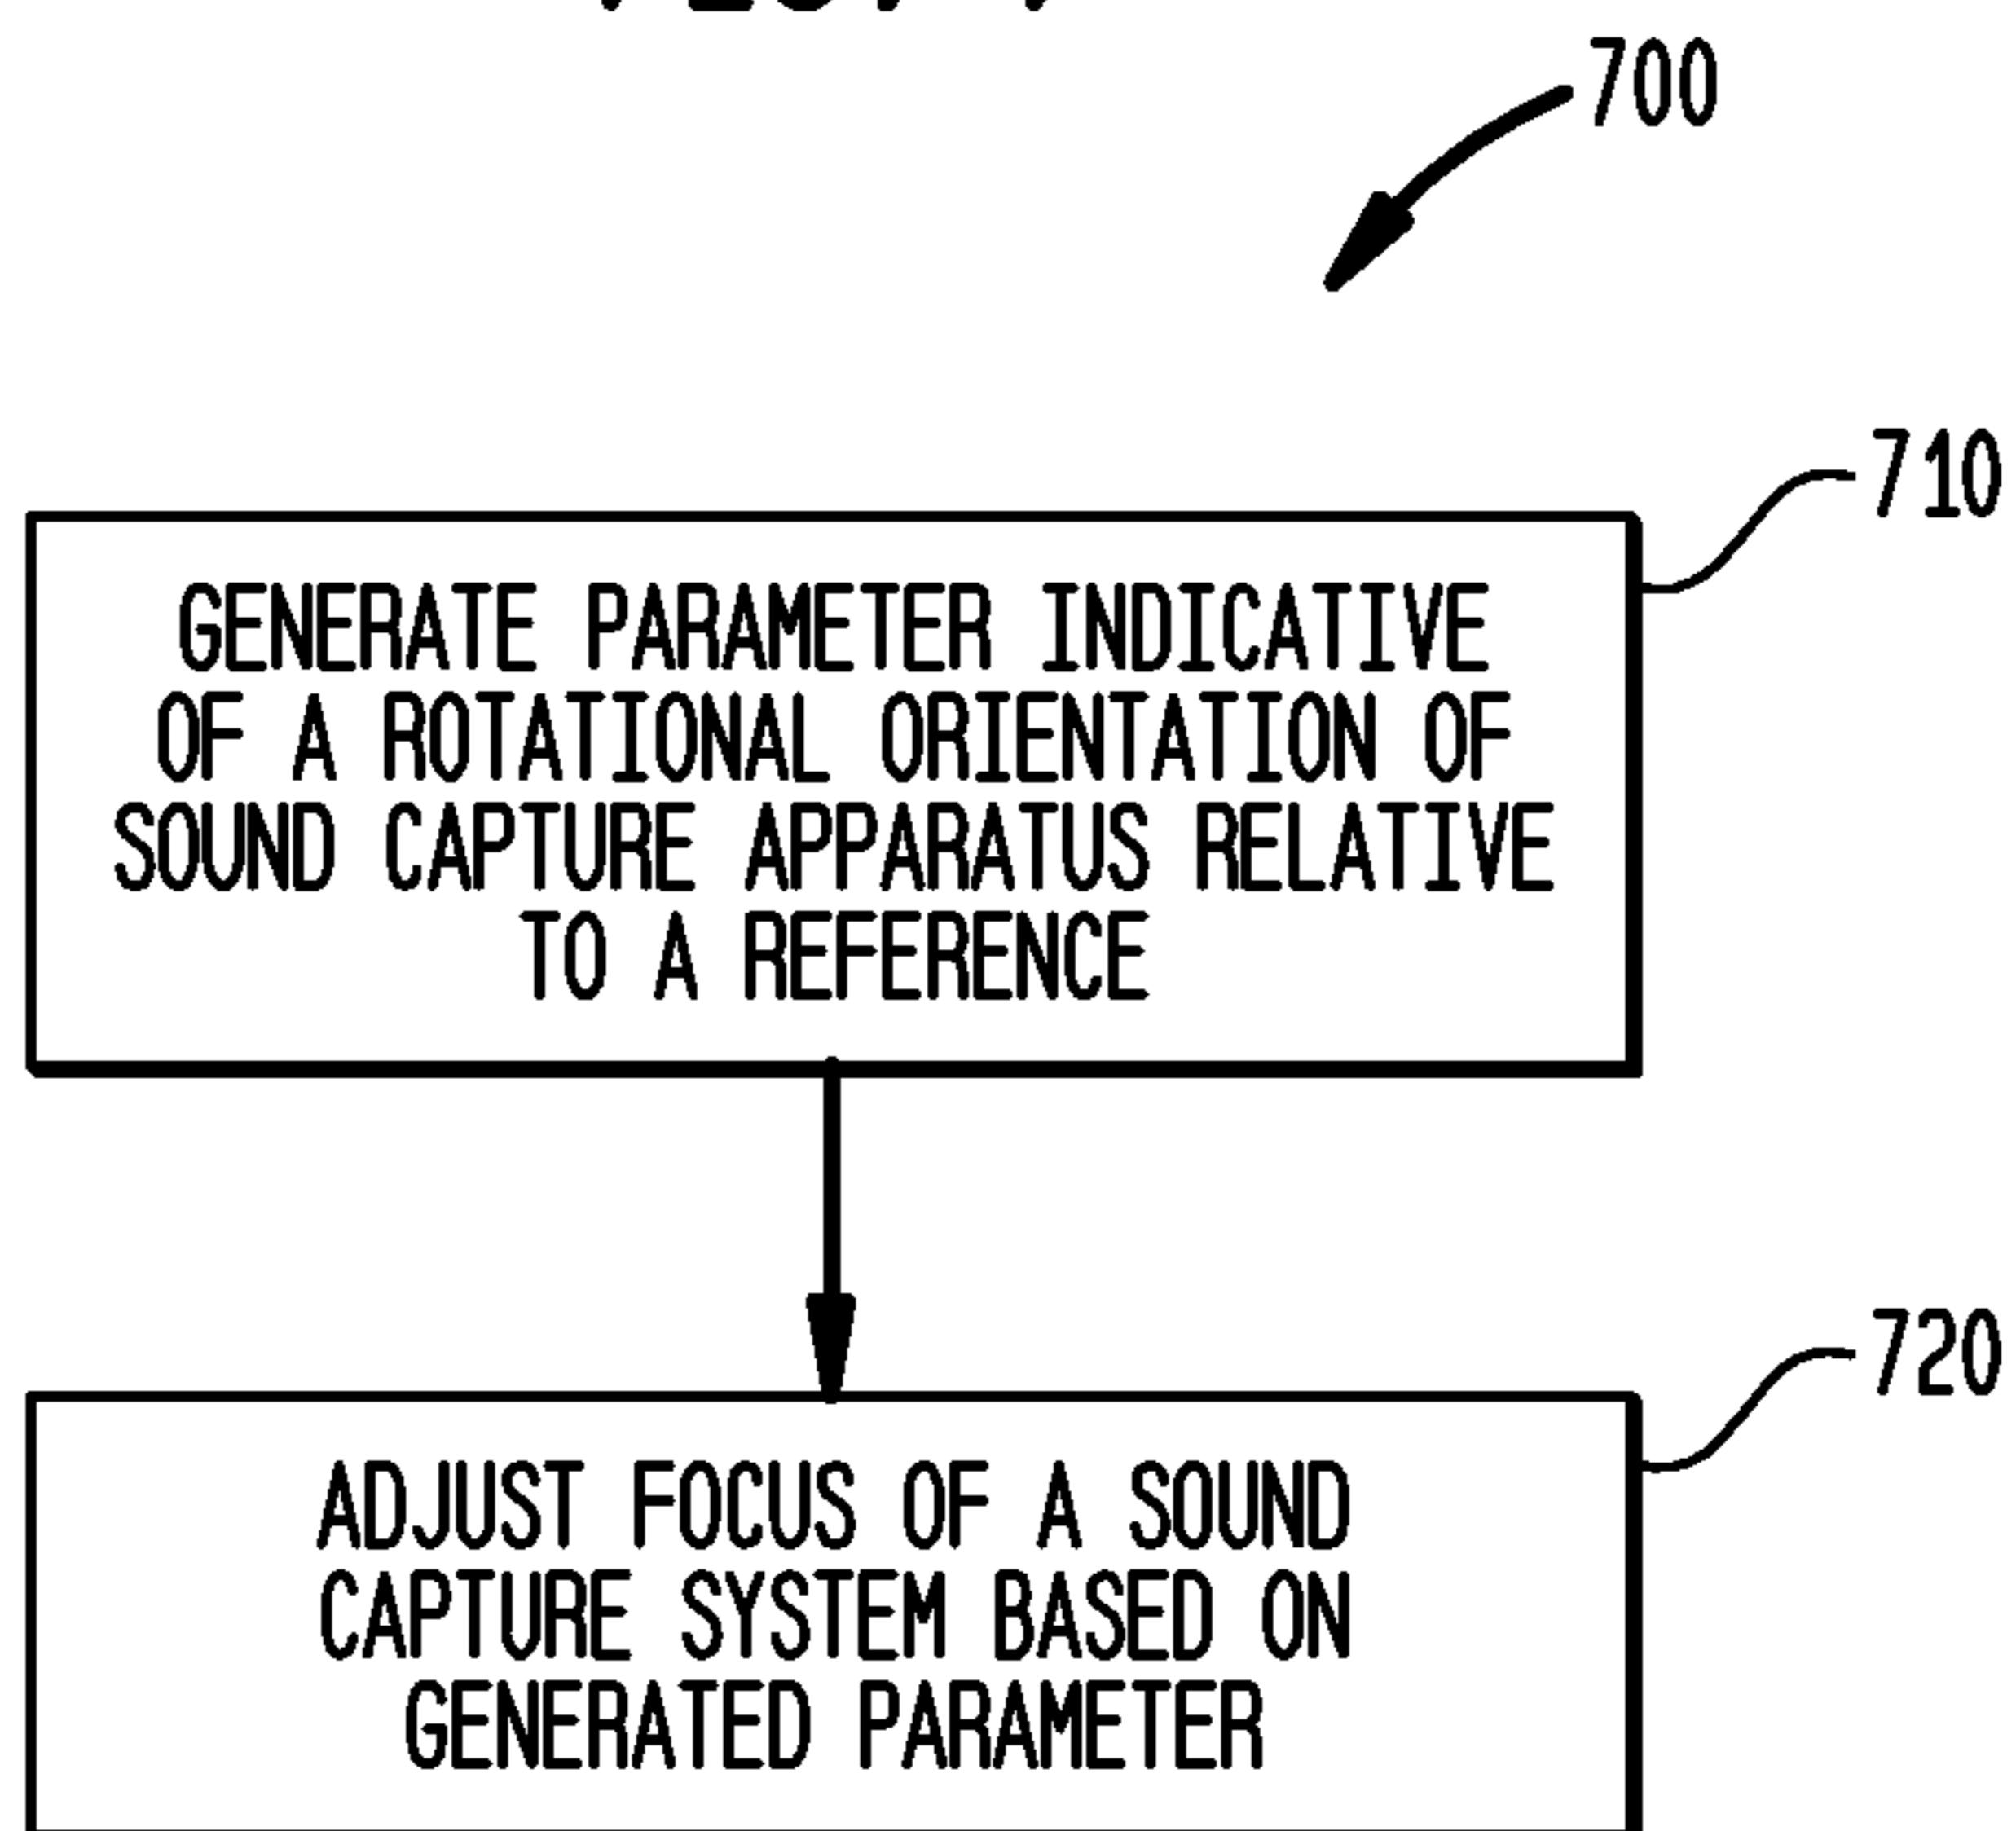 700
710
GENERATE PARAMETER INDICATIVE
OF A ROTATIONAL ORIENTATION OF
SOUND CAPTURE APPARATUS RELATIVE
TO A REFERENCE
720
ADJUST FOCUS OF A SOUND
CAPTURE SYSTEM BASED ON
GENERATED PARAMETER